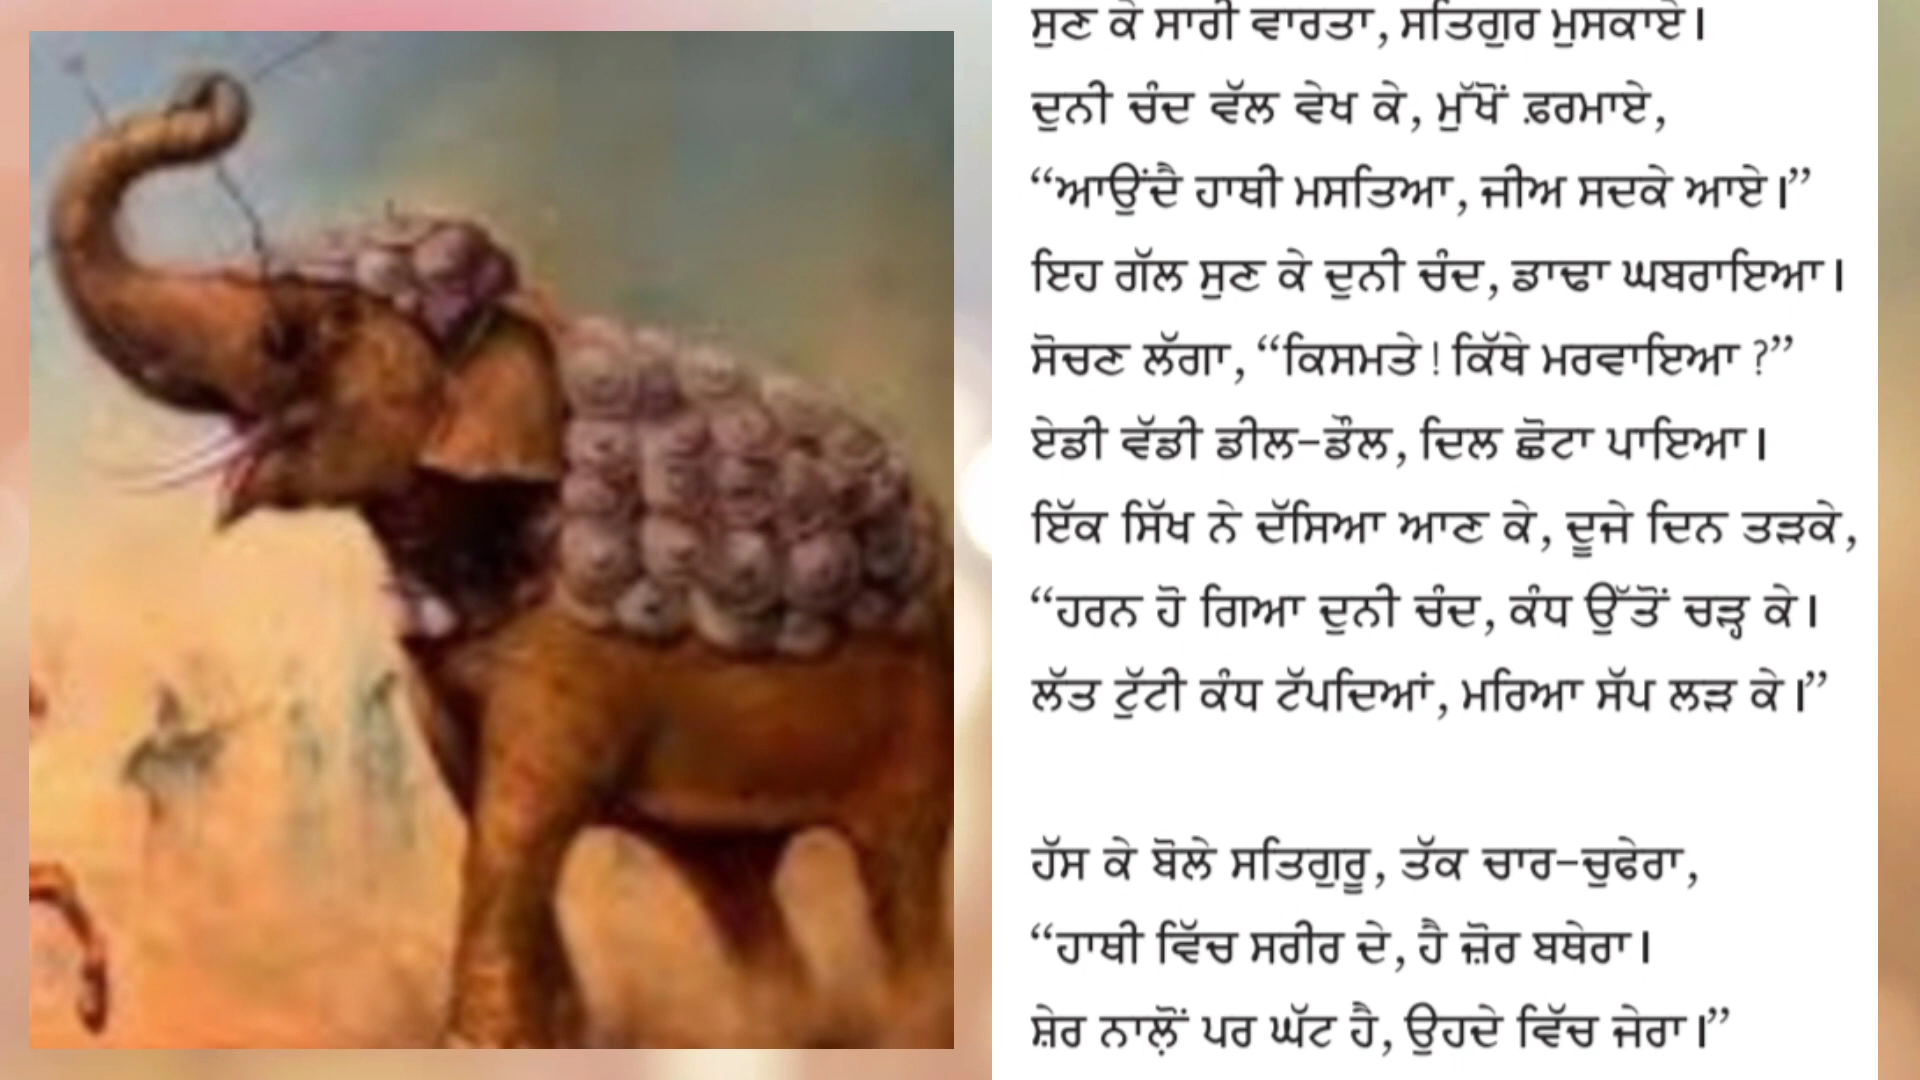 ਸੁਣ ਕੇ ਸਾਰੀ ਵਾਰਤਾ, ਸਤਿਗੁਰ ਮੁਸਕਾਏ।
ਦੁਨੀ ਚੰਦ ਵੱਲ ਵੇਖ ਕੇ, ਮੁੱਖੋਂ ਫ਼ਰਮਾਏ,
“ਆਉਂਦੈ ਹਾਥੀ ਮਸਤਿਆ, ਜੀਅ ਸਦਕੇ ਆਏ।”
ਇਹ ਗੱਲ ਸੁਣ ਕੇ ਦੁਨੀ ਚੰਦ, ਡਾਢਾ ਘਬਰਾਇਆ।
ਸੋਚਣ ਲੱਗਾ, “ਕਿਸਮਤੇ ! ਕਿੱਥੇ ਮਰਵਾਇਆ ?”
ਏਡੀ ਵੱਡੀ ਡੀਲ-ਡੌਲ, ਦਿਲ ਛੋਟਾ ਪਾਇਆ।
ਇੱਕ ਸਿੱਖ ਨੇ ਦੱਸਿਆ ਆਣ ਕੇ, ਦੂਜੇ ਦਿਨ ਤੜਕੇ,
“ਹਰਨ ਹੋ ਗਿਆ ਦੁਨੀ ਚੰਦ, ਕੰਧ ਉੱਤੋਂ ਚੜ੍ਹ ਕੇ।
ਲੱਤ ਟੁੱਟੀ ਕੰਧ ਟੱਪਦਿਆਂ, ਮਰਿਆ ਸੱਪ ਲੜ ਕੇ।”
ਹੱਸ ਕੇ ਬੋਲੇ ਸਤਿਗੁਰੂ, ਤੱਕ ਚਾਰ-ਚੁਫੇਰਾ,
“ਹਾਥੀ ਵਿੱਚ ਸਰੀਰ ਦੇ, ਹੈ ਜ਼ੋਰ ਬਥੇਰਾ।
ਸ਼ੇਰ ਨਾਲ਼ੋਂ ਪਰ ਘੱਟ ਹੈ, ਉਹਦੇ ਵਿੱਚ ਜੇਰਾ।”